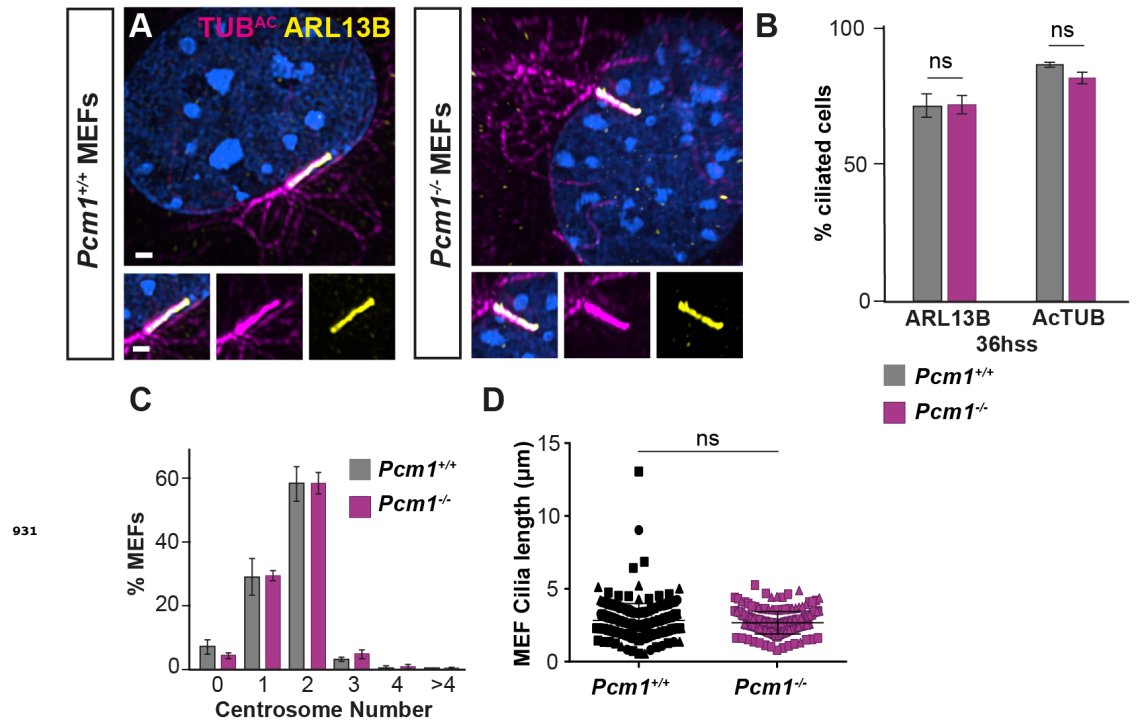 A
TUBAC ARL13B
Pcm1+/+ MEFs
Pcm1-/- MEFs
B
% ciliated cells
100
50
0
ns
ns
ARL13B
AcTUB
36hss
Pcm1+/+
Pcm1-/-
C
% MEFs
60
40
20
0
Pcm1+/+
Pcm1-/-
0 1 2 3 4 >4
Centrosome Number
D
MEF Cilia length (μm)
15
10
5
0
ns
Pcm1+/+
Pcm1-/-
931